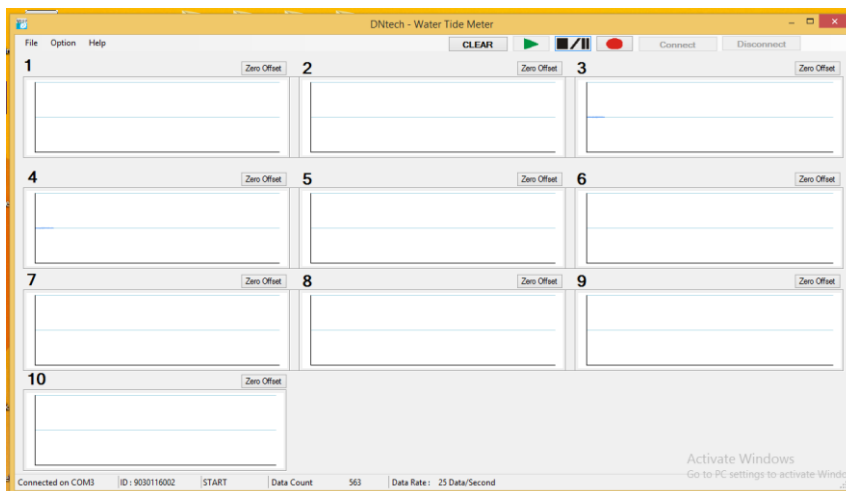 DNtech - Water Tide Meter
File Option Help CLEAR Connect Disconnect
1 Zero Offset 2 Zero Offset 3 Zero Offset
4 Zero Offset 5 Zero Offset 6 Zero Offset
7 Zero Offset 8 Zero Offset 9 Zero Offset
10 Zero Offset
Activate Windows
Go to PC settings to activate Windo
Connected on COM3 ID : 9030116002 START Data Count 563 Data Rate : 25 Data/Second